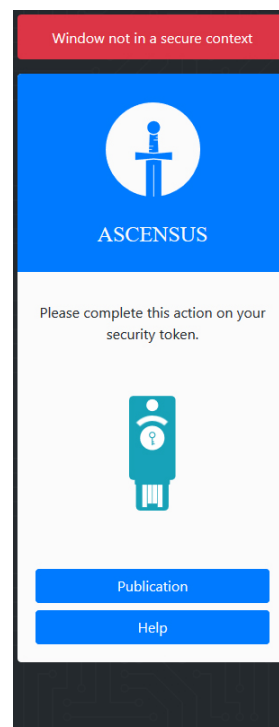 Window not in a secure context
ASCENSUS
Please complete this action on your
security token.
Publication
Help